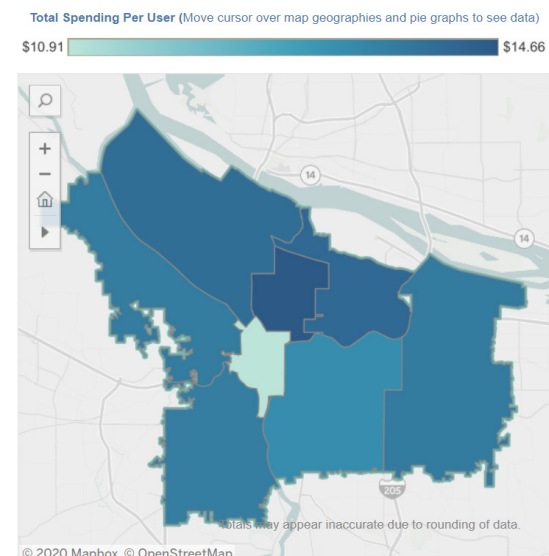 Total Spending Per User (Move cursor over map geographies and pie graphs to see data)
$10.91 $14.66
14
14
205
Totals may appear inaccurate due to rounding of data.
© 2020 Mapbox © OpenStreetMap